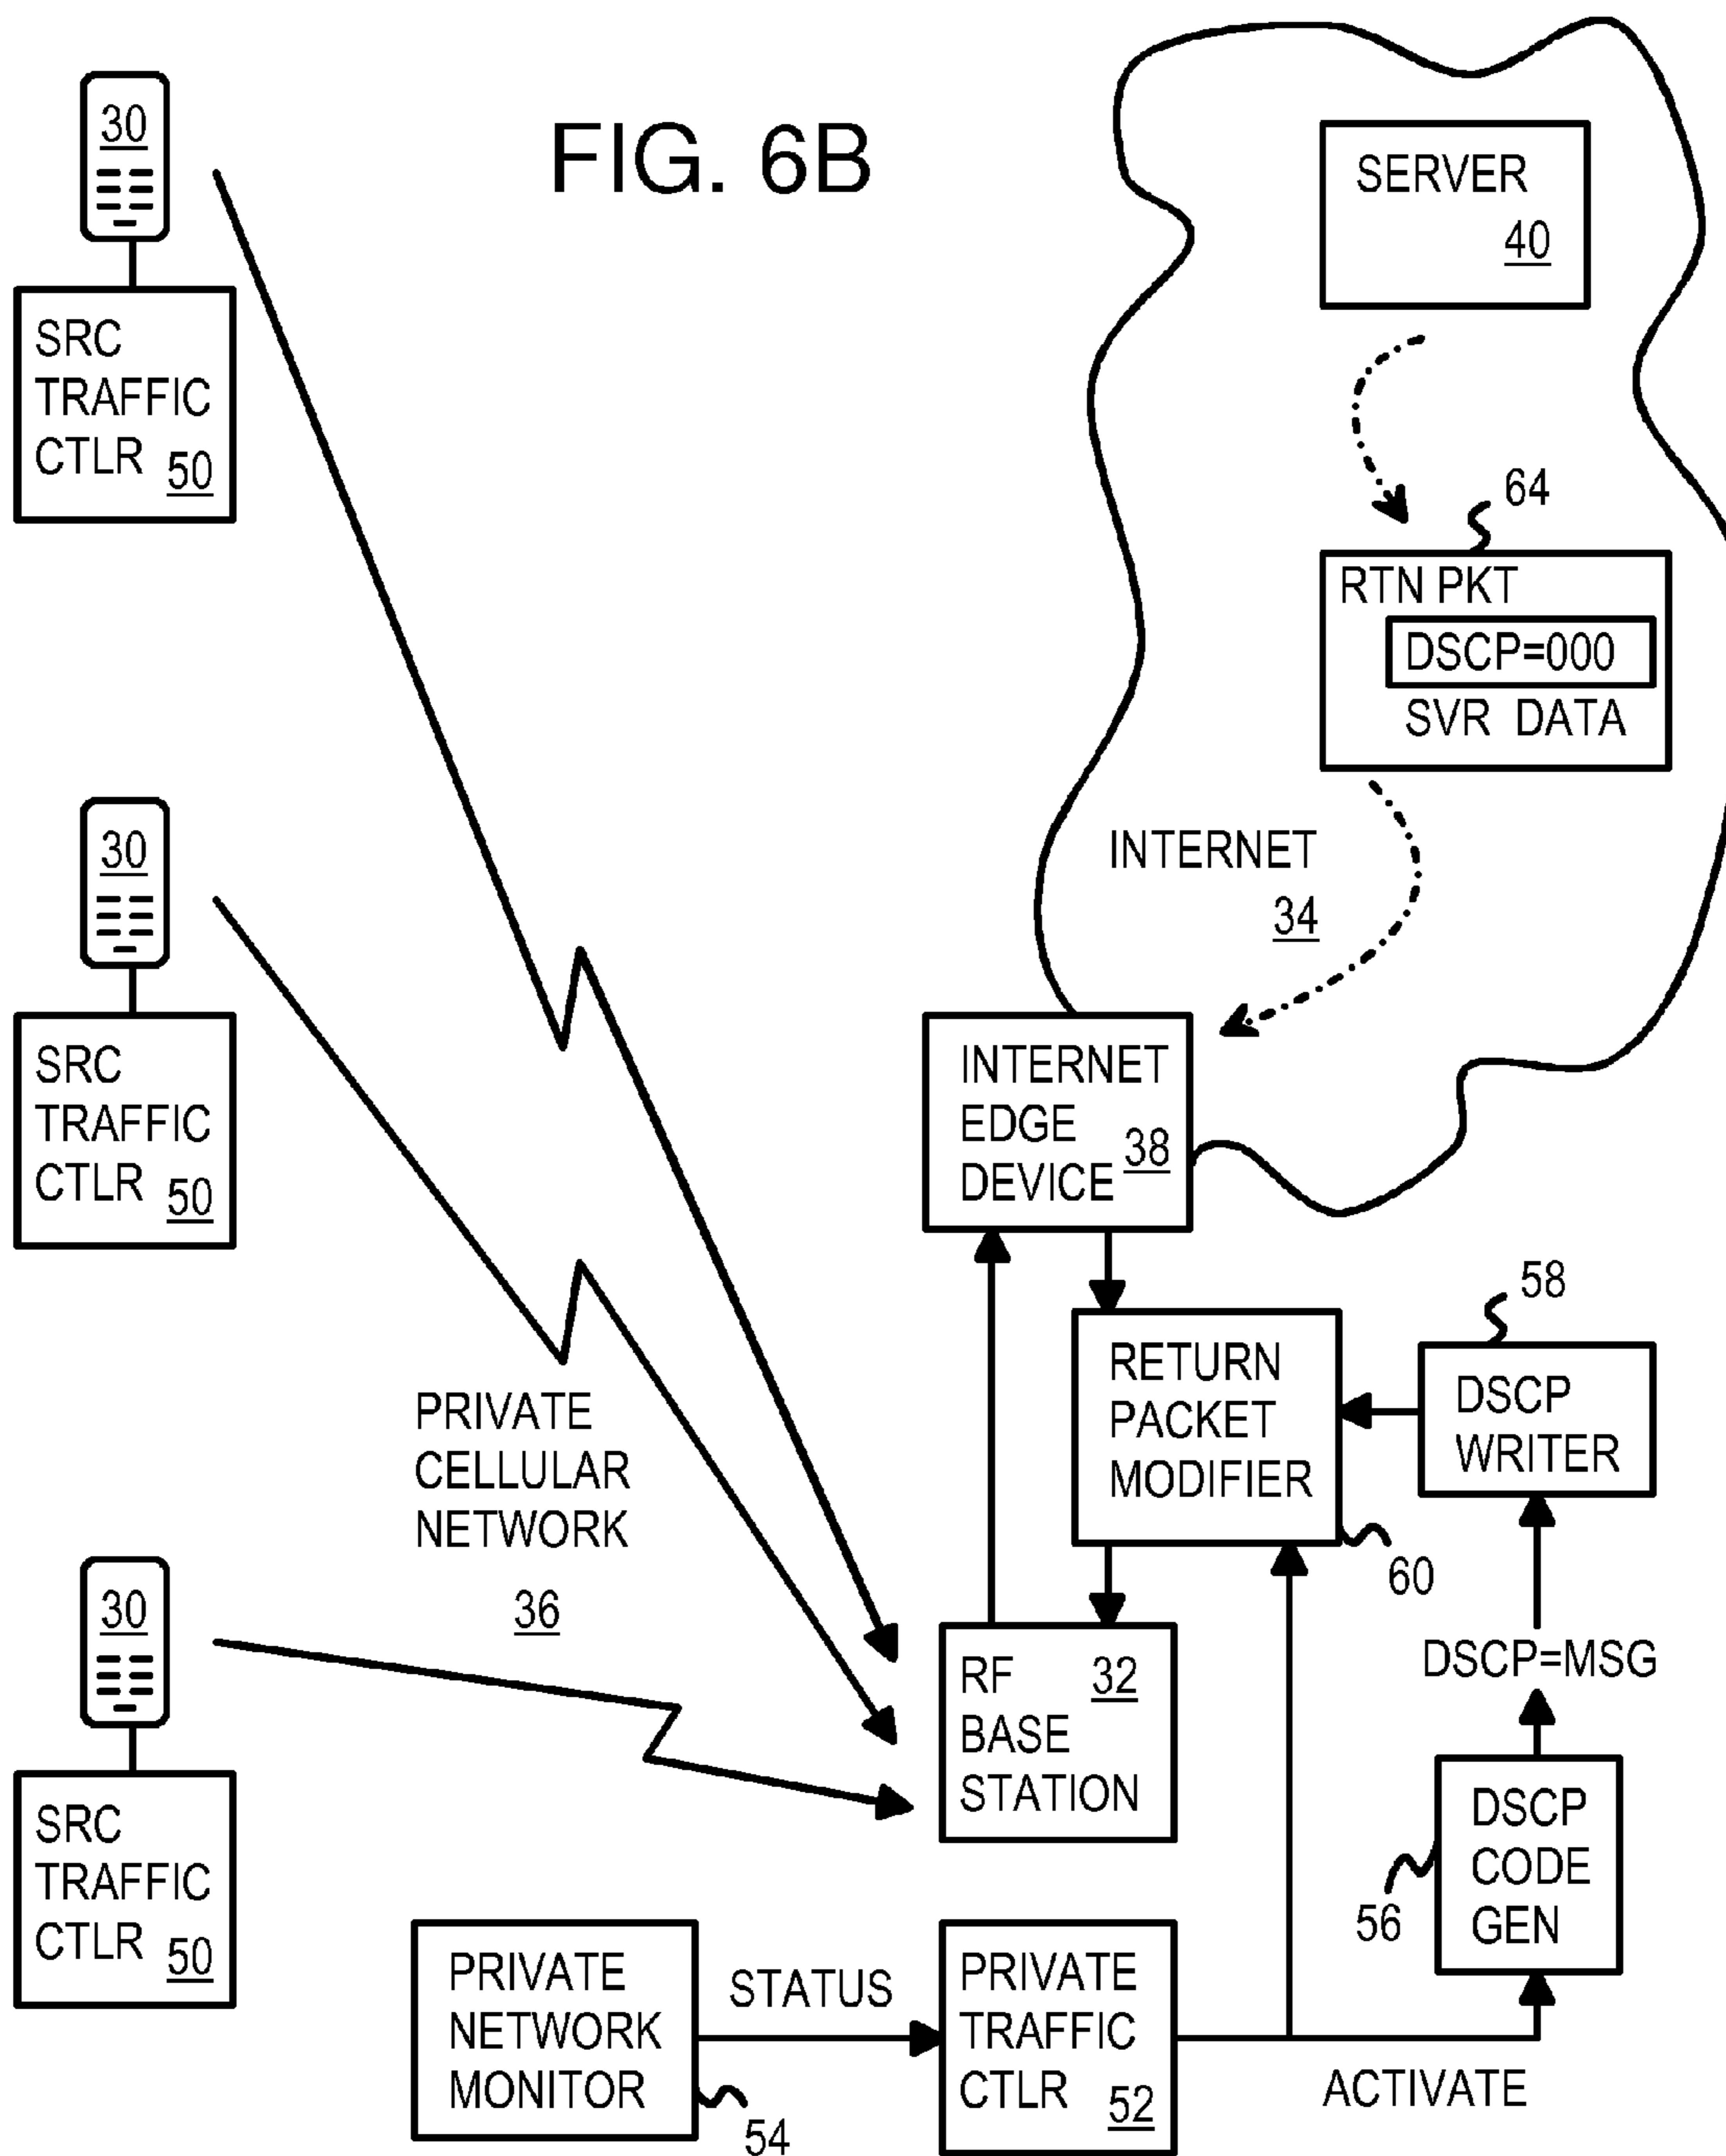 FIG. 6B
30
SRC
TRAFFIC
CTLR 50
30
SRC
TRAFFIC
CTLR 50
30
SRC
TRAFFIC
CTLR 50
SERVER
40
64
RTN PKT
DSCP=000
SVR DATA
INTERNET
34
INTERNET
EDGE
DEVICE 38
58
RETURN
PACKET
MODIFIER
60
DSCP
WRITER
PRIVATE
CELLULAR
NETWORK
36
RF 32
BASE
STATION
DSCP=MSG
DSCP
CODE
GEN
56
PRIVATE
NETWORK
MONITOR
54
STATUS
PRIVATE
TRAFFIC
CTLR 52
ACTIVATE